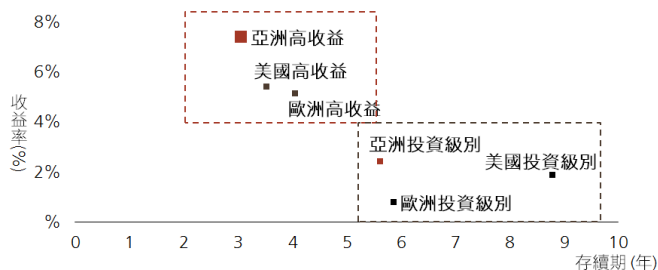 8%
亞洲高收益
6%
美國高收益
歐洲高收益
收益率(%)
4%
亞洲投資級別
美國投資級別
2%
歐洲投資級別
%
0 1 2 3 4 5 6 7 8 9 10
存續期 (年)